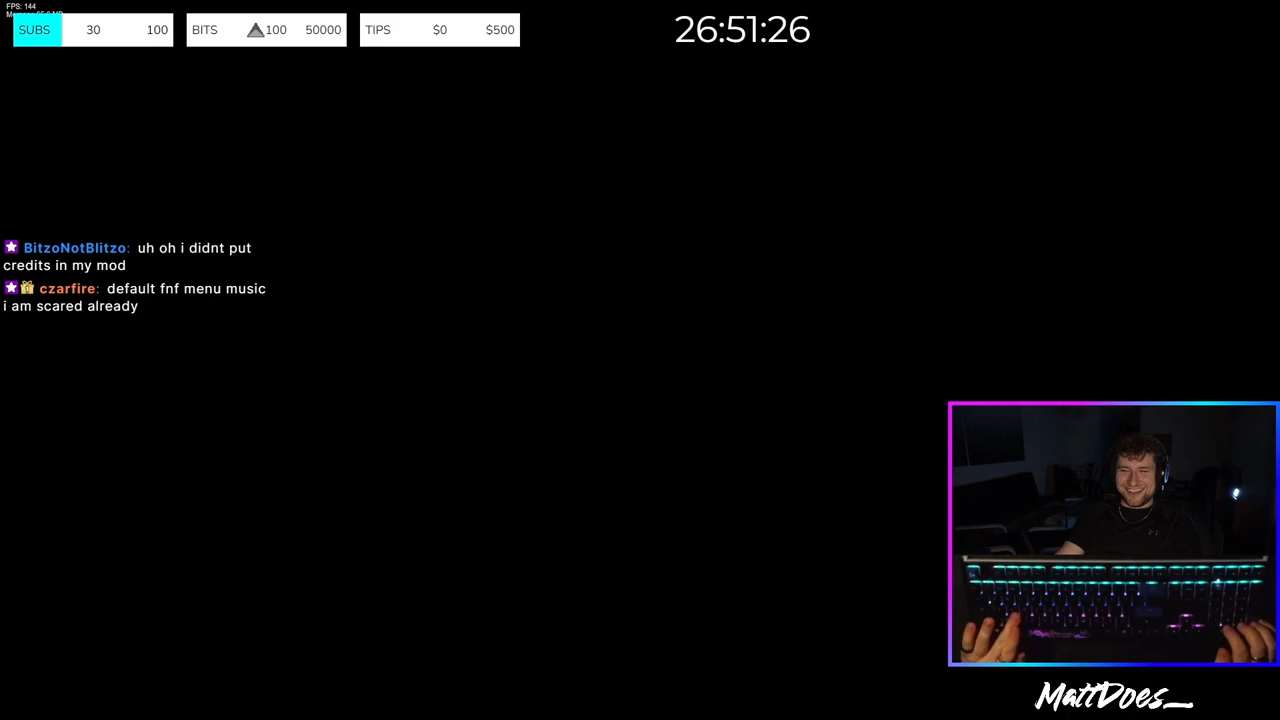 FPS: 144
SUBS 30 100
BITS 100 50000
TIPS $0 $500
26:51:26
BitzoNotBlitzo: uh oh i didnt put
credits in my mod
czarfire: default fnf menu music
i am scared already
MattDoes_